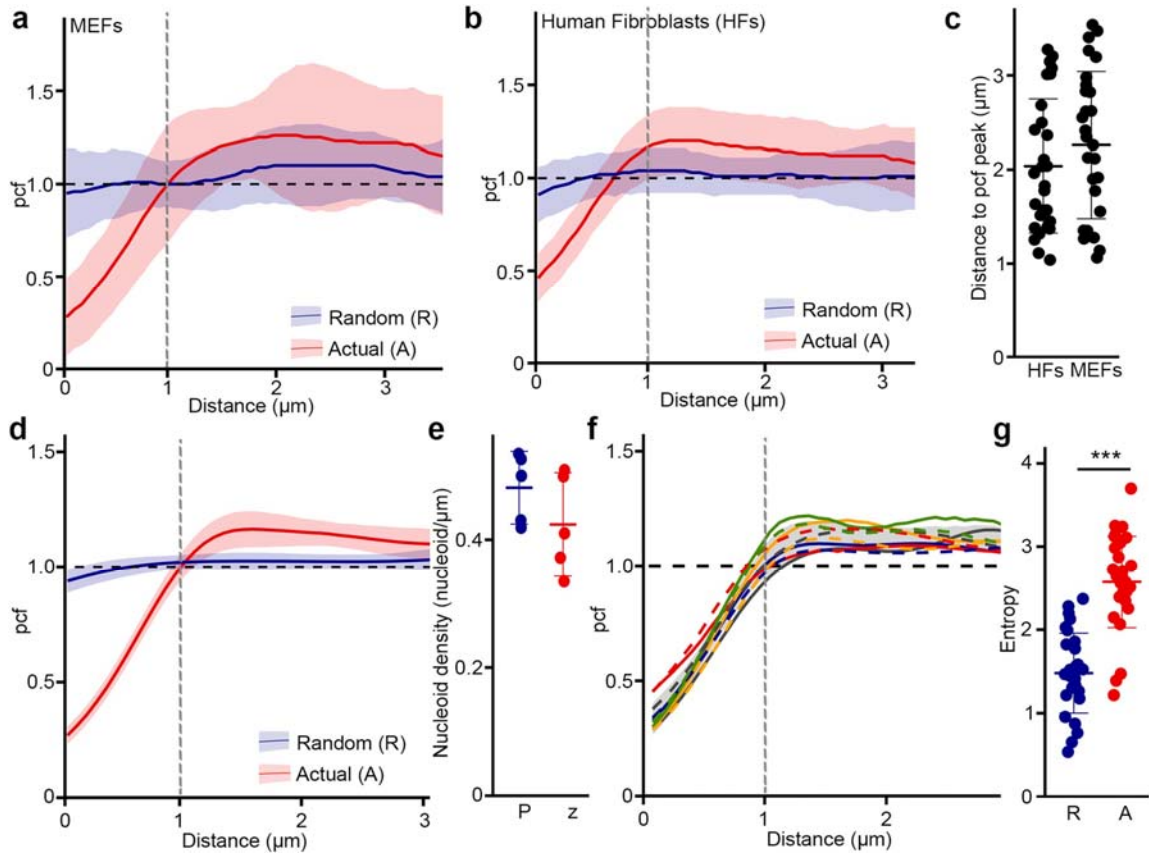 a
MEFs
pcf
1.5
1.0
0.5
0
0
1
2
3
Distance (µm)
Random (R)
Actual (A)
b
Human Fibroblasts (HFs)
pcf
1.5
1.0
0.5
0
0
1
2
3
Distance (µm)
Random (R)
Actual (A)
c
Distance to pcf peak (µm)
3
2
1
0
HFs MEFs
d
pcf
1.5
1.0
0.5
0
0
1
2
3
Distance (µm)
Random (R)
Actual (A)
e
Nucleoid density (nucleoid/µm)
0.4
0.2
0
P z
f
pcf
1.5
1.0
0.5
0
0
1
2
Distance (µm)
g
Entropy
4
3
2
1
0
***
R A